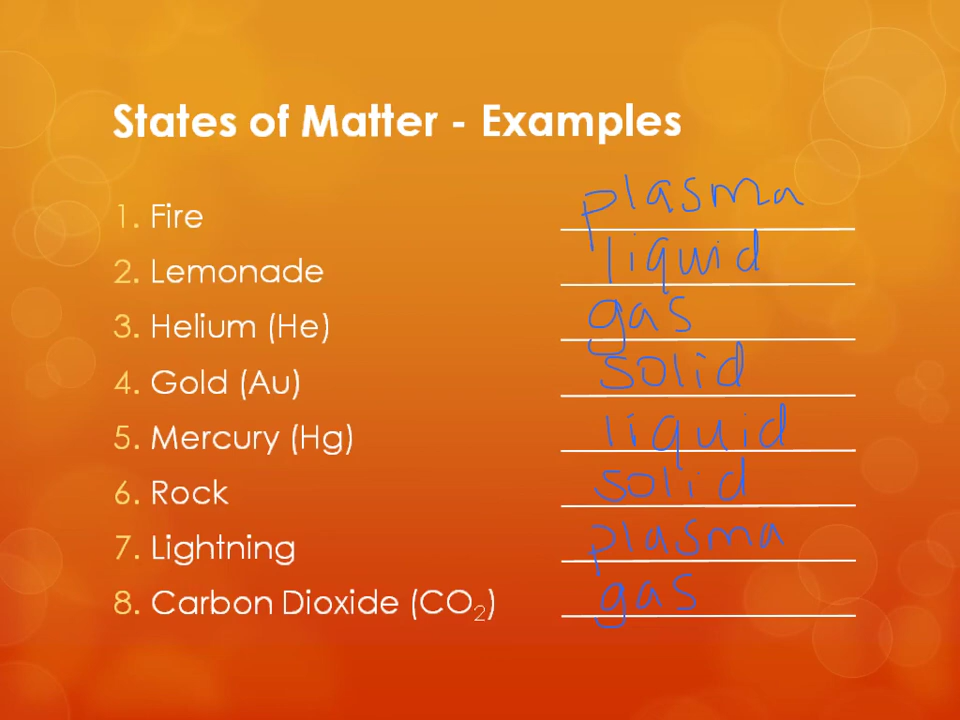 States of Matter - Examples
1. Fire plasma
2. Lemonade liquid
3. Helium (He) gas
4. Gold (Au) solid
5. Mercury (Hg) liquid
6. Rock solid
7. Lightning plasma
8. Carbon Dioxide (CO₂) gas